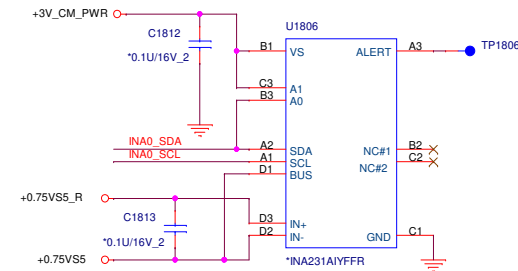 +3V_CM_PWR
C1812
*0.1U/16V_2
U1806
B1
VS
ALERT
A3
TP1806
C3
A1
B3
A0
INA0_SDA
A2
SDA
NC#1
B2
INA0_SCL
A1
SCL
NC#2
C2
D1
BUS
+0.75VS5_R
C1813
*0.1U/16V_2
D3
IN+
D2
IN-
GND
C1
+0.75VS5
*INA231AIYFFR